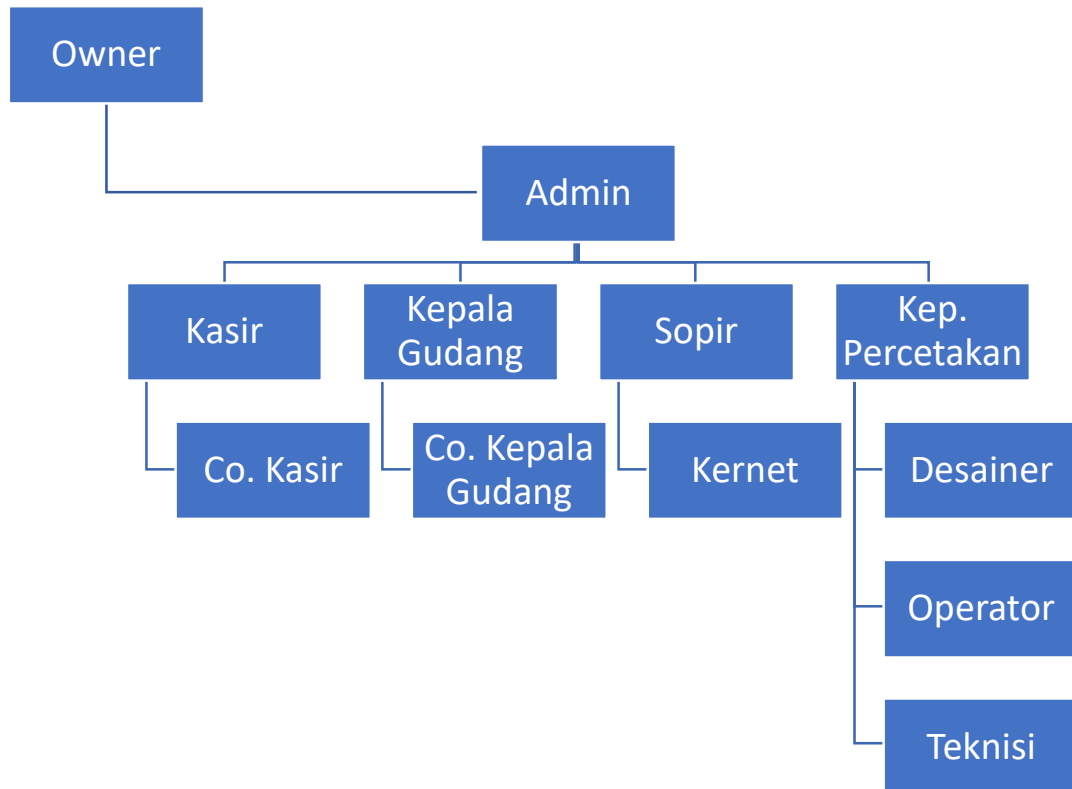 Owner
Admin
Kasir
Kepala
Gudang
Sopir
Kep.
Percetakan
Co. Kasir
Co. Kepala
Gudang
Kernet
Desainer
Operator
Teknisi